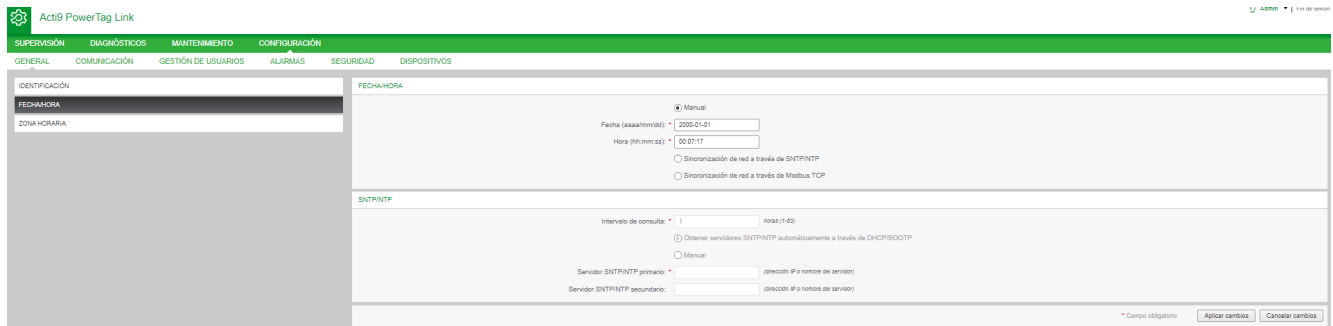 Acti9 PowerTag Link
Admin | Fin de sesión
SUPERVISIÓN DIAGNÓSTICOS MANTENIMIENTO CONFIGURACIÓN
GENERAL COMUNICACIÓN GESTIÓN DE USUARIOS ALARMAS SEGURIDAD DISPOSITIVOS
IDENTIFICACIÓN
FECHA/HORA
ZONA HORARIA
FECHA/HORA
Manual
Fecha (aaaa/mm/dd): * 2000-01-01
Hora (hh:mm:ss): * 00:07:17
Sincronización de red a través de SNTP/NTP
Sincronización de red a través de Modbus TCP
SNTP/NTP
Intervalo de consulta: * 1 horas (1-63)
Obtener servidores SNTP/NTP automáticamente a través de DHCP/BOOTP
Manual
Servidor SNTP/NTP primario: * (dirección IP o nombre del servidor)
Servidor SNTP/NTP secundario: (dirección IP o nombre del servidor)
* Campo obligatorio Aplicar cambios Cancelar cambios